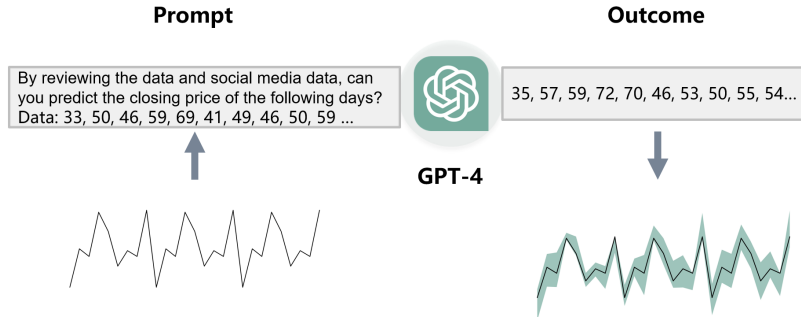 Prompt
Outcome
By reviewing the data and social media data, can
you predict the closing price of the following days?
Data: 33, 50, 46, 59, 69, 41, 49, 46, 50, 59 ...
35, 57, 59, 72, 70, 46, 53, 50, 55, 54...
GPT-4